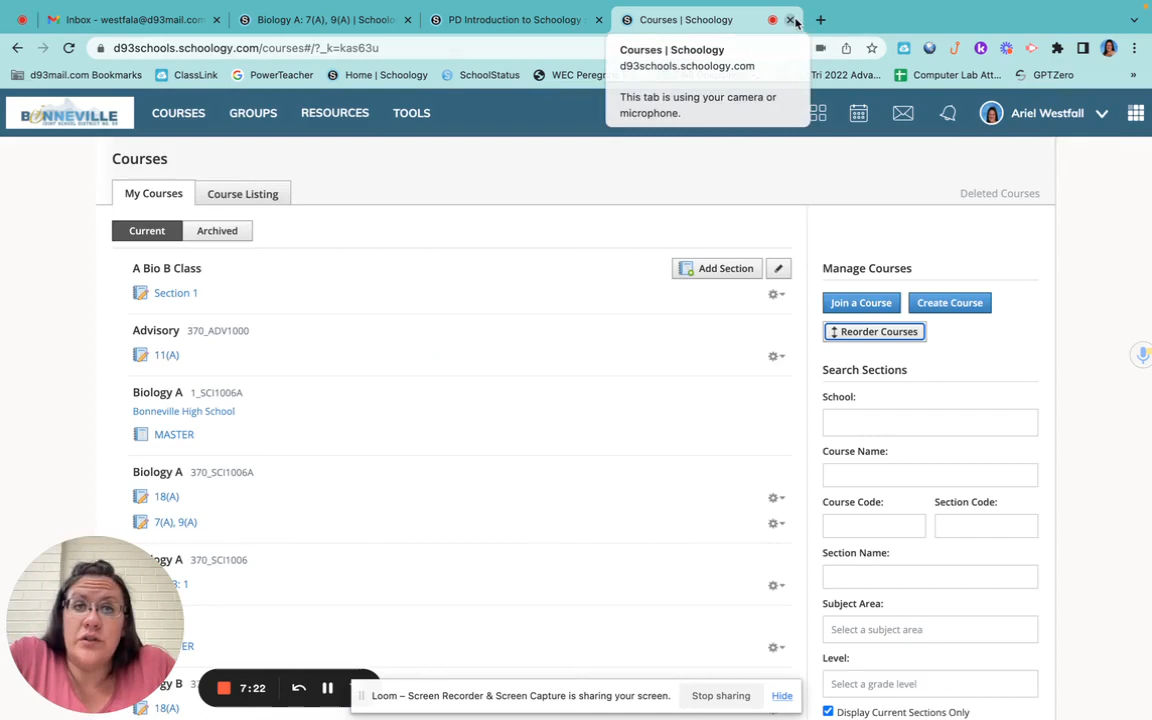 Inbox - westfala@d93mail.com
Biology A: 7(A), 9(A) | Schoolo
PD Introduction to Schoology
Courses | Schoology
d93schools.schoology.com/courses#/?_k=kas63u
d93mail.com Bookmarks
ClassLink
PowerTeacher
Home | Schoology
SchoolStatus
WEC Peregr
Tri 2022 Adva...
Computer Lab Att...
GPTZero
»
Courses | Schoology
d93schools.schoology.com
This tab is using your camera or
microphone.
BONNEVILLE
COURSES
GROUPS
RESOURCES
TOOLS
Ariel Westfall
Courses
My Courses
Course Listing
Deleted Courses
Current
Archived
A Bio B Class
Add Section
Section 1
Advisory 370_ADV1000
11(A)
Biology A 1_SCI1006A
Bonneville High School
MASTER
Biology A 370_SCI1006A
18(A)
7(A), 9(A)
ogy A 370_SCI1006
3: 1
ER
gy B
18(A)
Manage Courses
Join a Course
Create Course
Reorder Courses
Search Sections
School:
Course Name:
Course Code:
Section Code:
Section Name:
Subject Area:
Select a subject area
Level:
Select a grade level
Display Current Sections Only
7:22
Loom – Screen Recorder & Screen Capture is sharing your screen.
Stop sharing
Hide